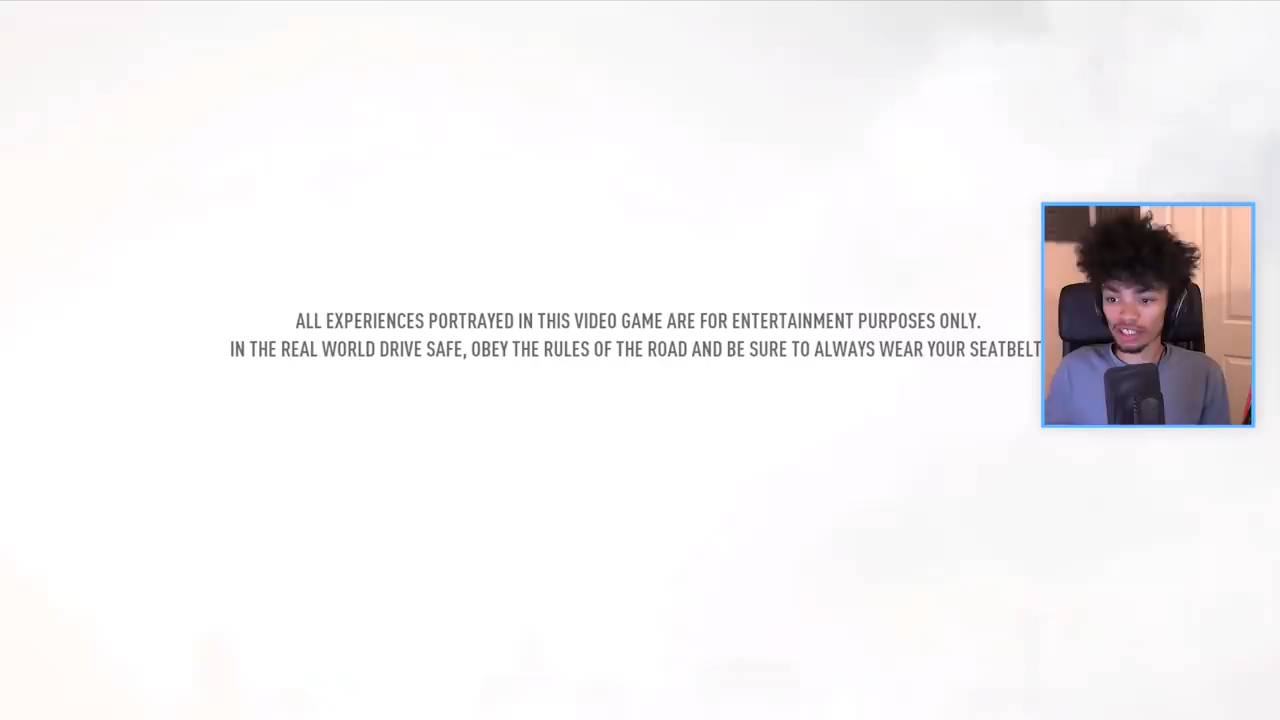 ALL EXPERIENCES PORTRAYED IN THIS VIDEO GAME ARE FOR ENTERTAINMENT PURPOSES ONLY.
IN THE REAL WORLD DRIVE SAFE, OBEY THE RULES OF THE ROAD AND BE SURE TO ALWAYS WEAR YOUR SEATBELT